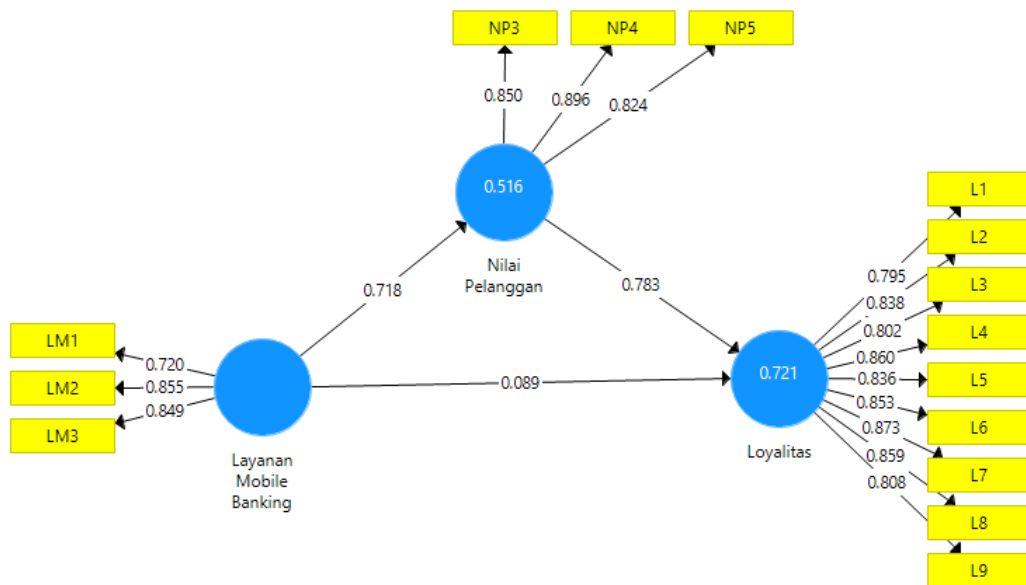 NP3
NP4
NP5
0.850
0.896
0.824
0.516
Nilai
Pelanggan
0.718
0.783
LM1
LM2
LM3
0.720
0.855
0.849
Layanan
Mobile
Banking
0.089
0.721
Loyalitas
0.795
0.838
0.802
0.860
0.836
0.853
0.873
0.859
0.808
L1
L2
L3
L4
L5
L6
L7
L8
L9